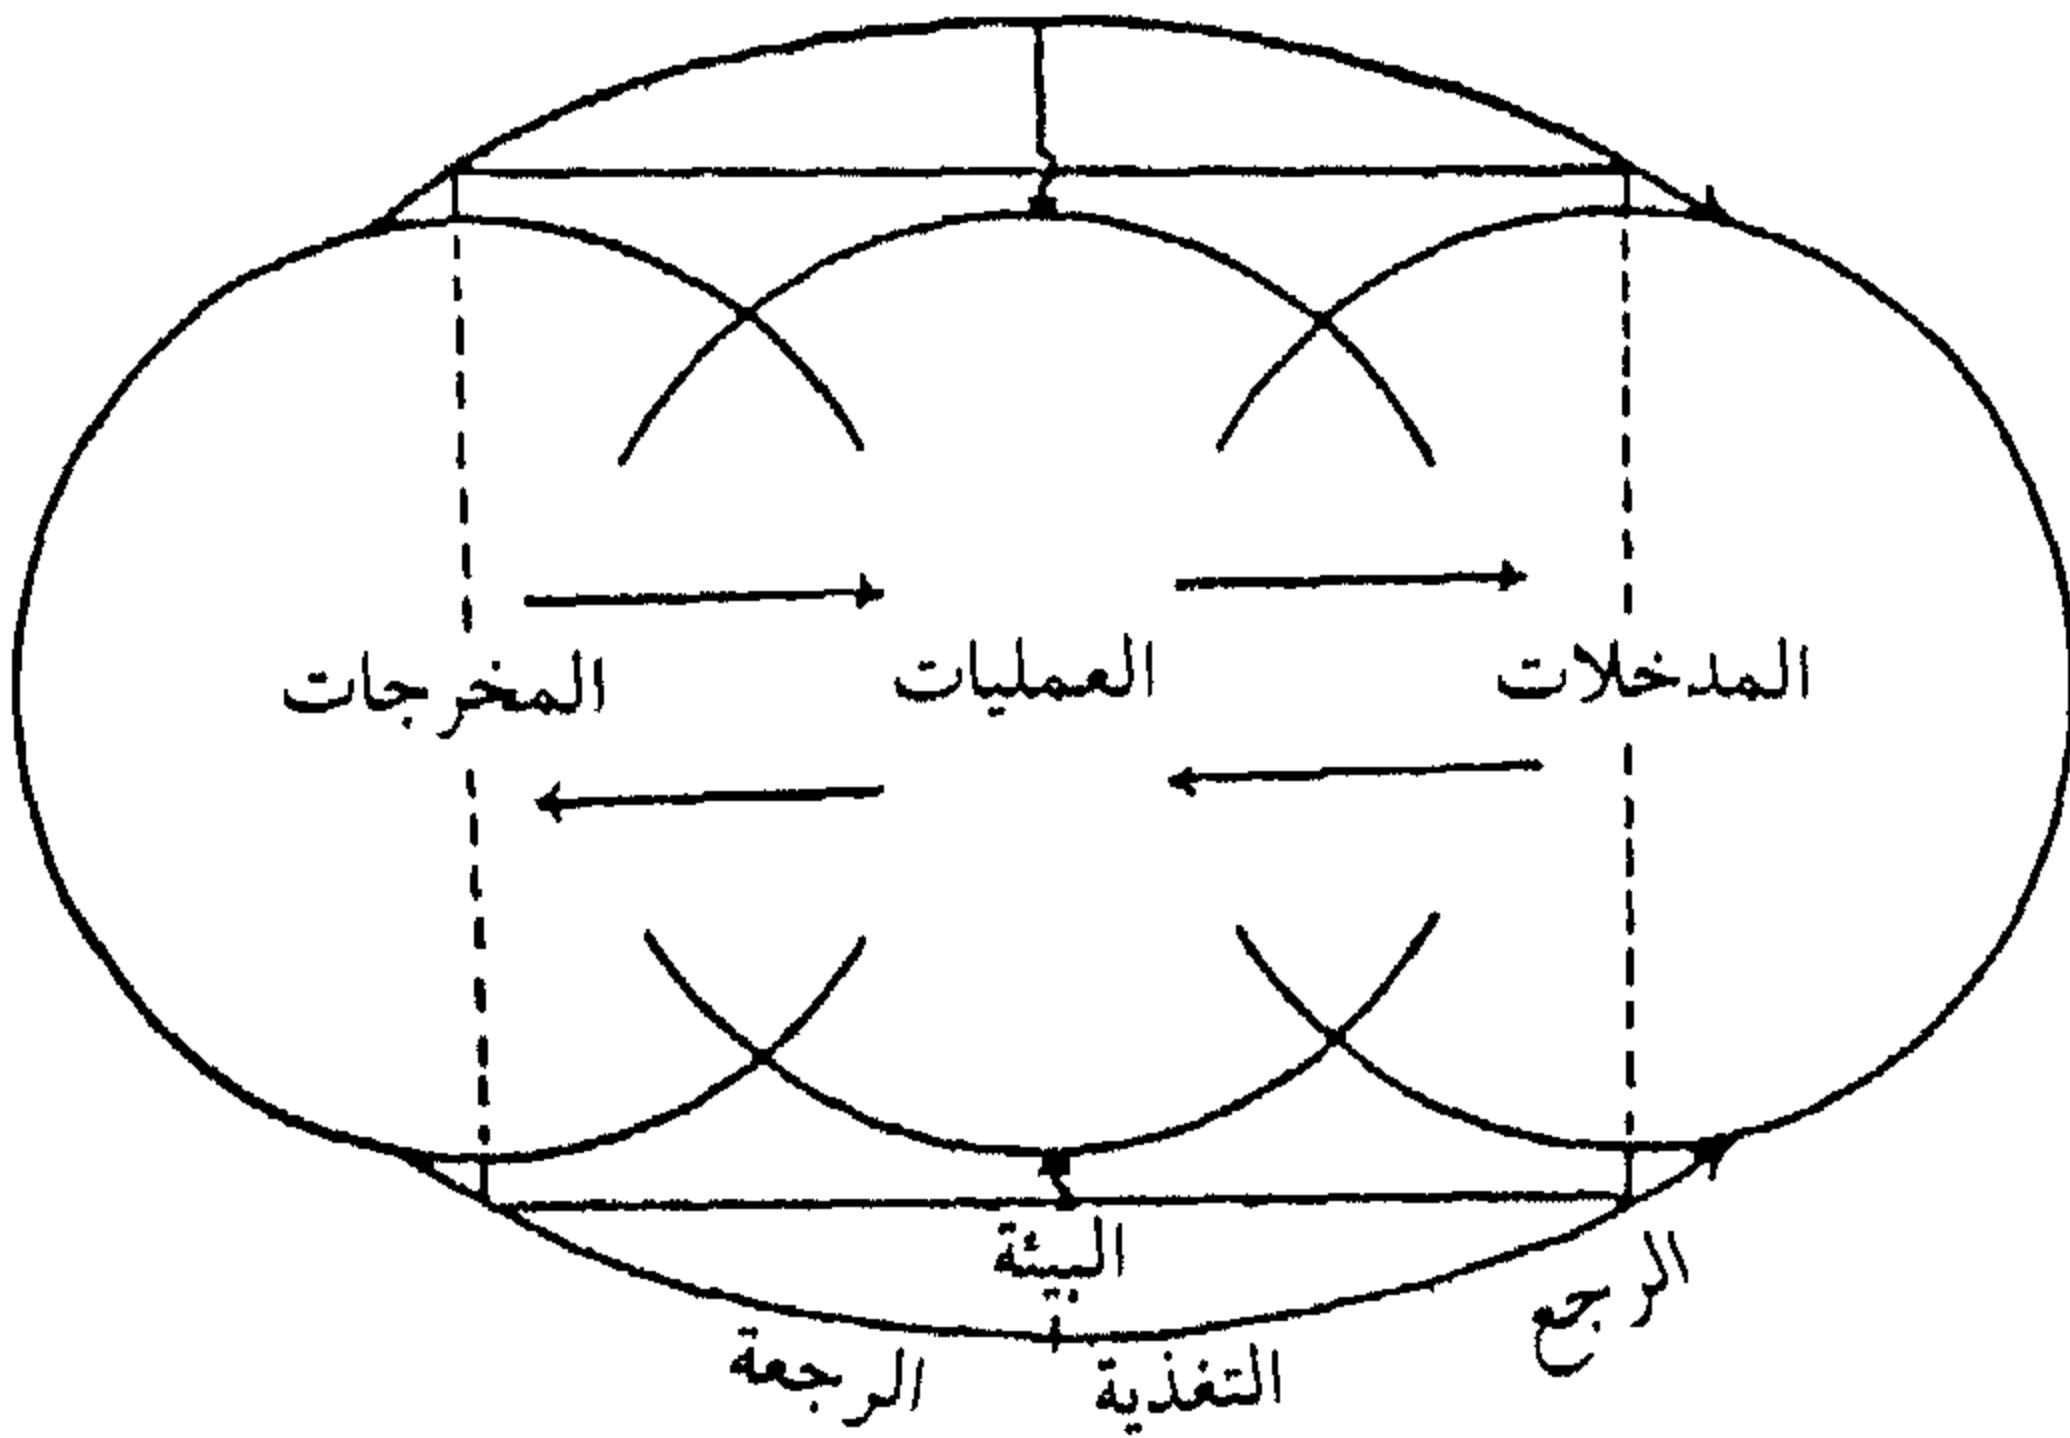 المدخلات العمليات المخرجات
البيئة
الرجع
التغذية الرجعة